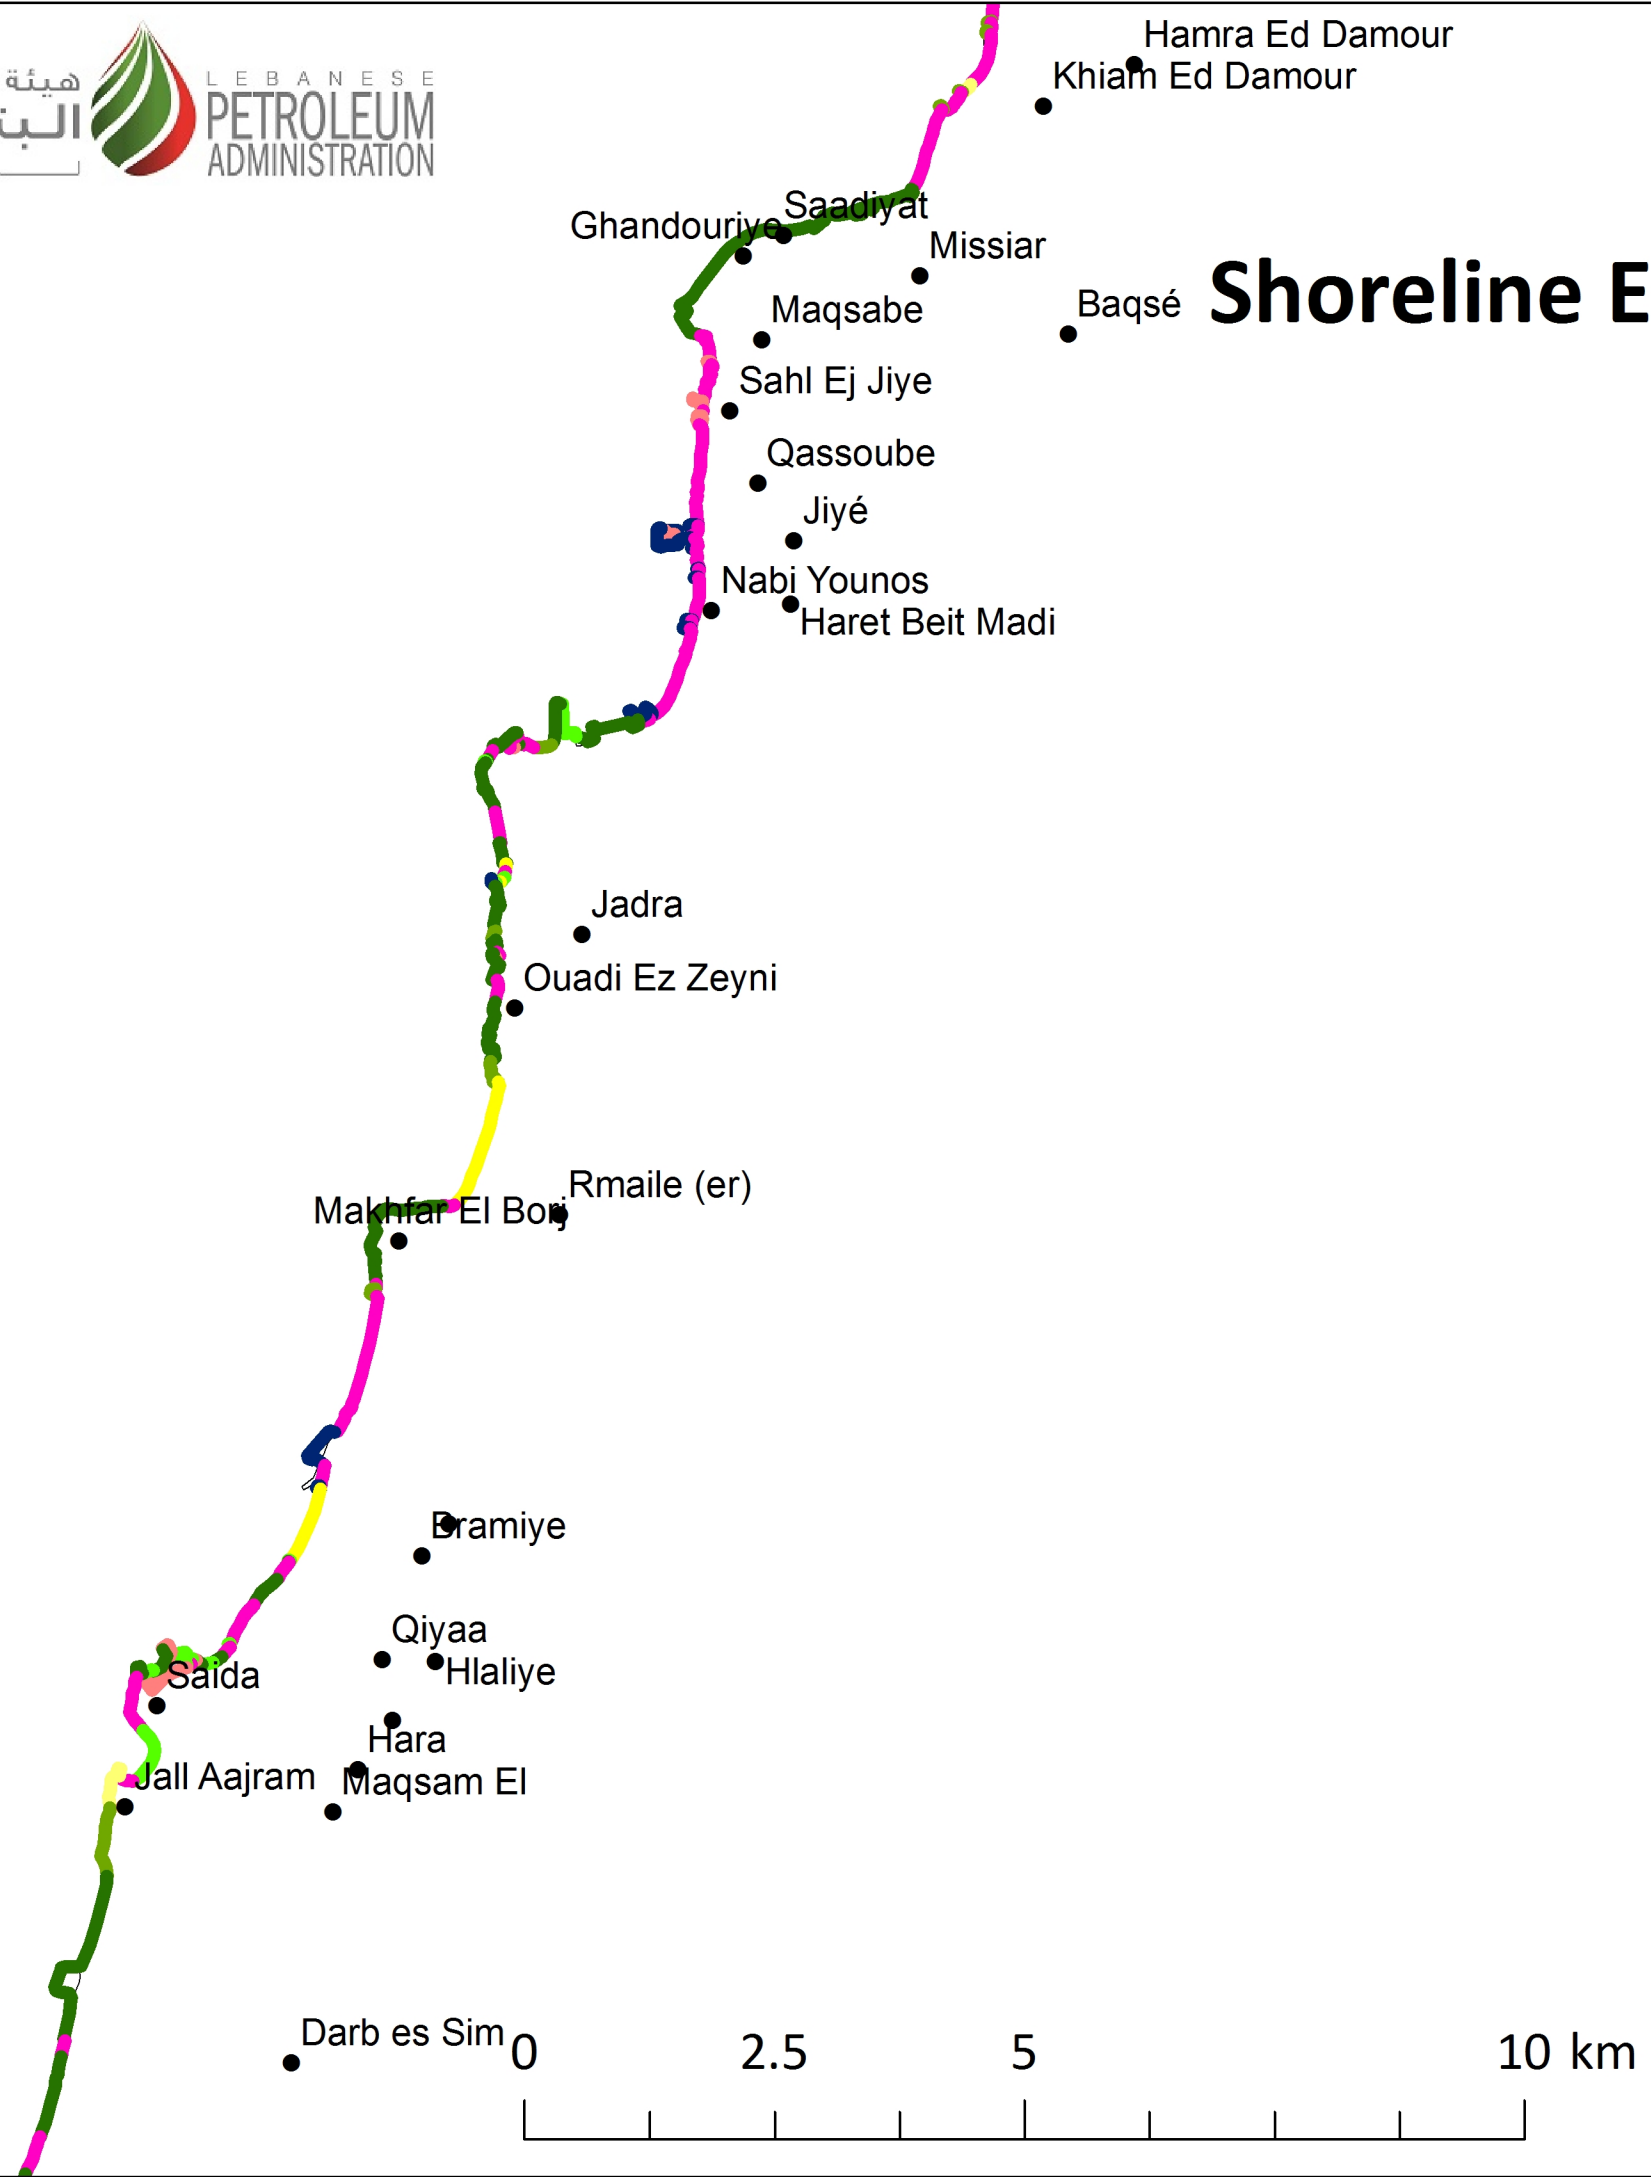 هيئة
LEBANESE
PETROLEUM
ADMINISTRATION
Hamra Ed Damour
Khiam Ed Damour
Saadiyat
Ghandouriye
Missiar
Shoreline E
Baqsé
Maqsabe
Sahl Ej Jiye
Qassoube
Jiyé
Nabi Younos
Haret Beit Madi
Jadra
Ouadi Ez Zeyni
Rmaile (er)
Makhfar El Borj
Bramiye
Qiyaa
Hlaliye
Saida
Hara
Jall Aajram
Maqsam El
Darb es Sim
0 2.5 5 10 km